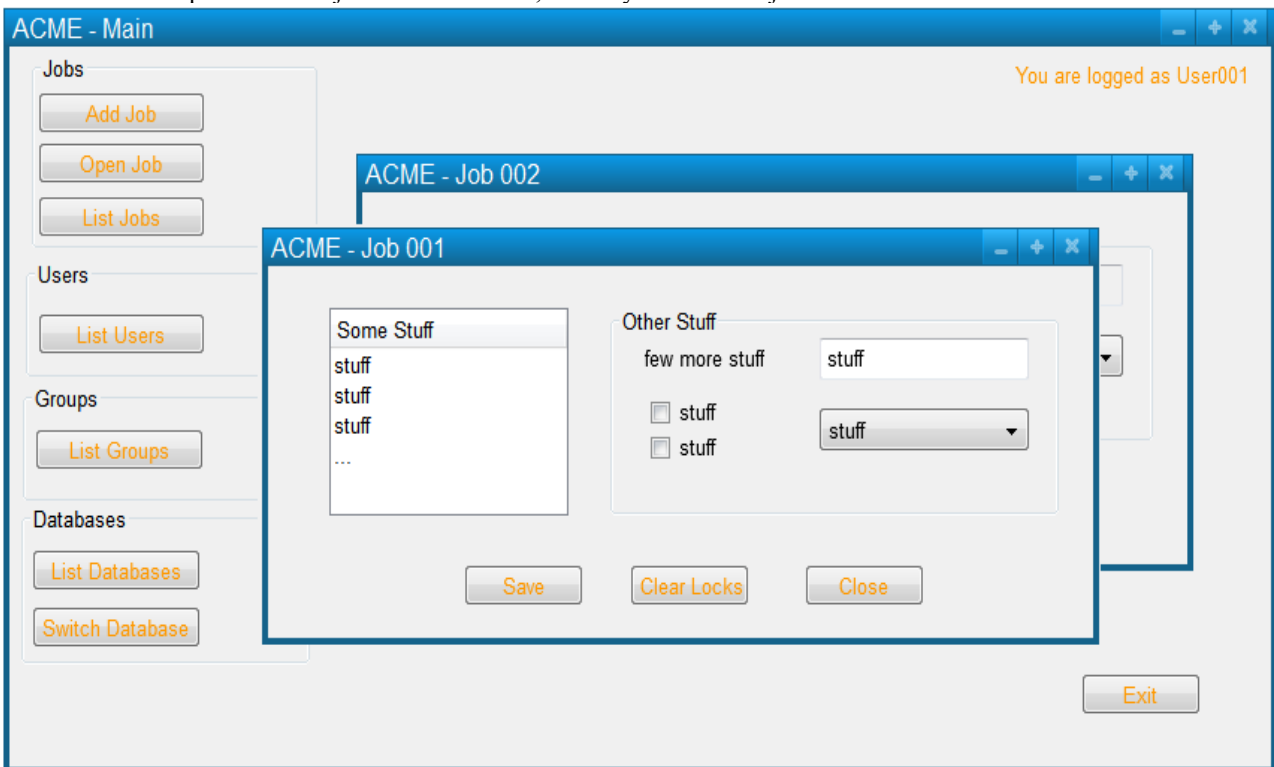 ACME - Main
You are logged as User001
Jobs
Add Job
Open Job
List Jobs
Users
List Users
Groups
List Groups
Databases
List Databases
Switch Database
ACME - Job 002
ACME - Job 001
Some Stuff
stuff
stuff
stuff
...
Other Stuff
few more stuff stuff
stuff
stuff
stuff
Save Clear Locks Close
Exit